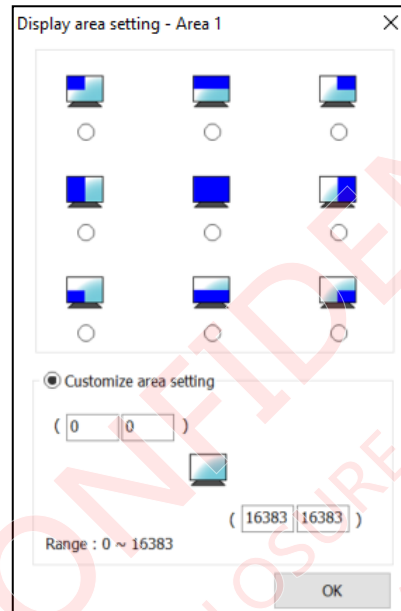 Display area setting - Area 1
Customize area setting
( 0 0 )
( 16383 16383 )
Range : 0 ~ 16383
OK